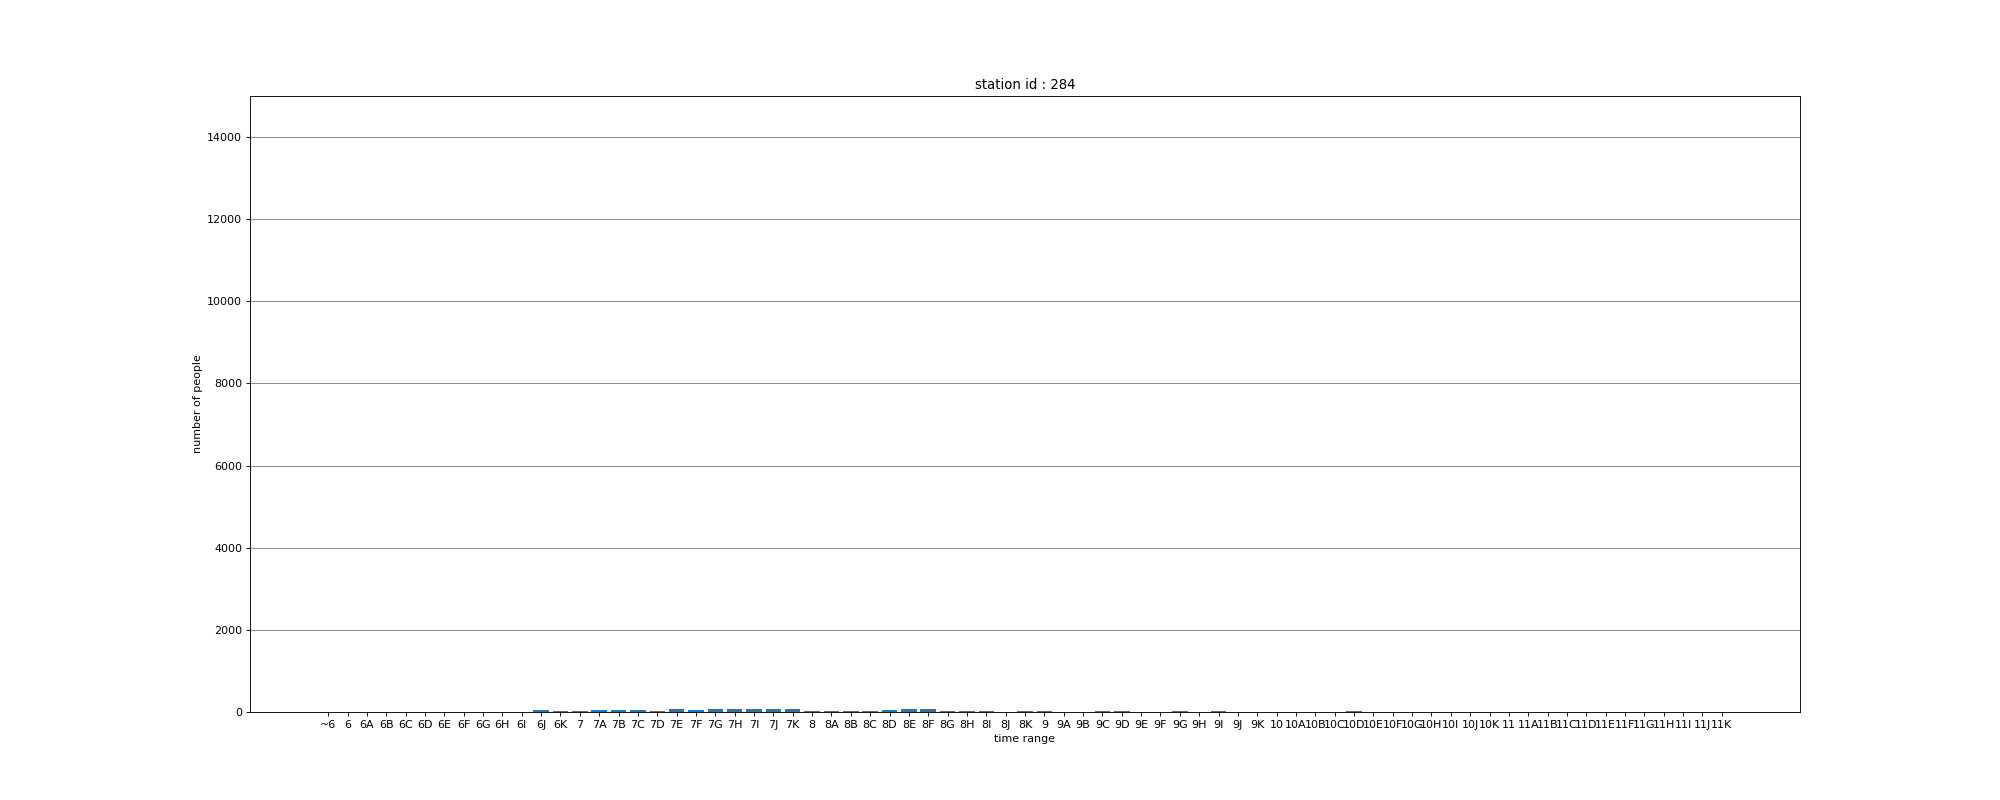 station id : 284
14000
12000
10000
8000
6000
4000
2000
0
number of people
~6 6 6A 6B 6C 6D 6E 6F 6G 6H 6I 6J 6K 7 7A 7B 7C 7D 7E 7F 7G 7H 7I 7J 7K 8 8A 8B 8C 8D 8E 8F 8G 8H 8I 8J 8K 9 9A 9B 9C 9D 9E 9F 9G 9H 9I 9J 9K 10 10A 10B 10C 10D 10E 10F 10G 10H 10I 10J 10K 11 11A 11B 11C 11D 11E 11F 11G 11H 11I 11J 11K
time range